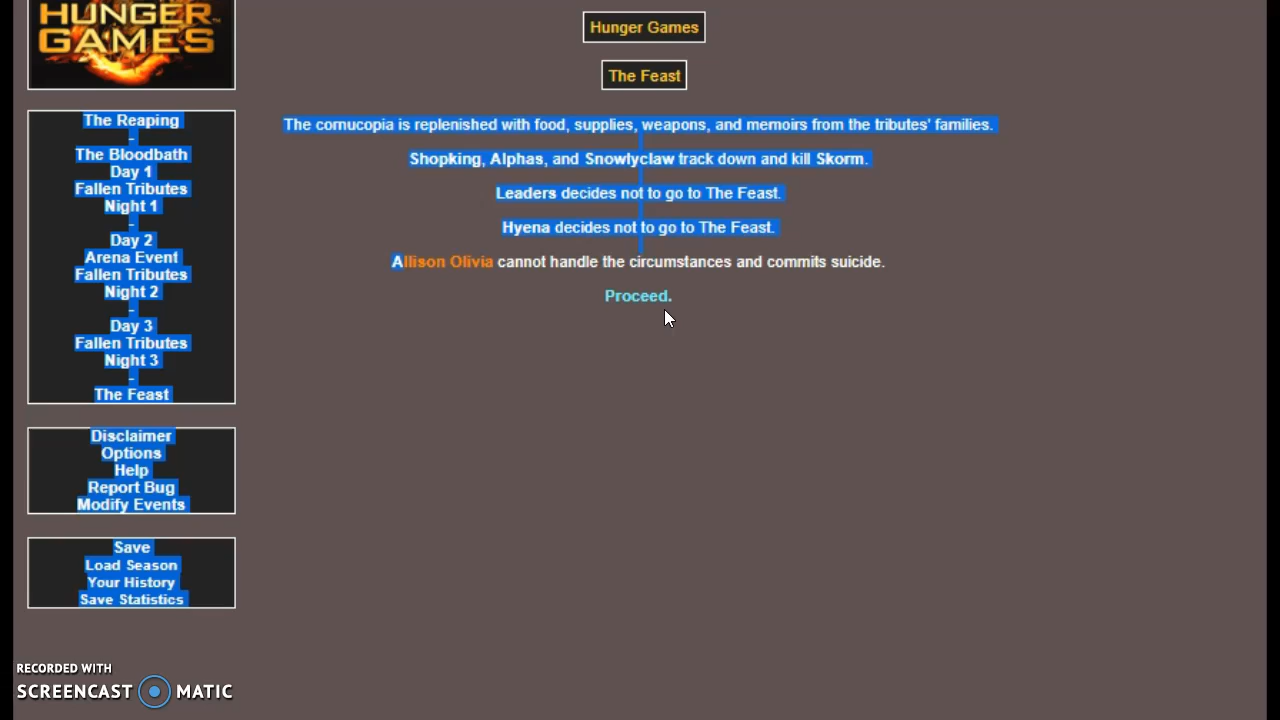 HUNGER
GAMES
The Reaping
-
The Bloodbath
Day 1
Fallen Tributes
Night 1
-
Day 2
Arena Event
Fallen Tributes
Night 2
-
Day 3
Fallen Tributes
Night 3
-
The Feast
Disclaimer
Options
Help
Report Bug
Modify Events
Save
Load Season
Your History
Save Statistics
Hunger Games
The Feast
The cornucopia is replenished with food, supplies, weapons, and memoirs from the tributes' families.
Shopking, Alphas, and Snowlyclaw track down and kill Skorm.
Leaders decides not to go to The Feast.
Hyena decides not to go to The Feast.
Allison Olivia cannot handle the circumstances and commits suicide.
Proceed.
RECORDED WITH
SCREENCAST MATIC